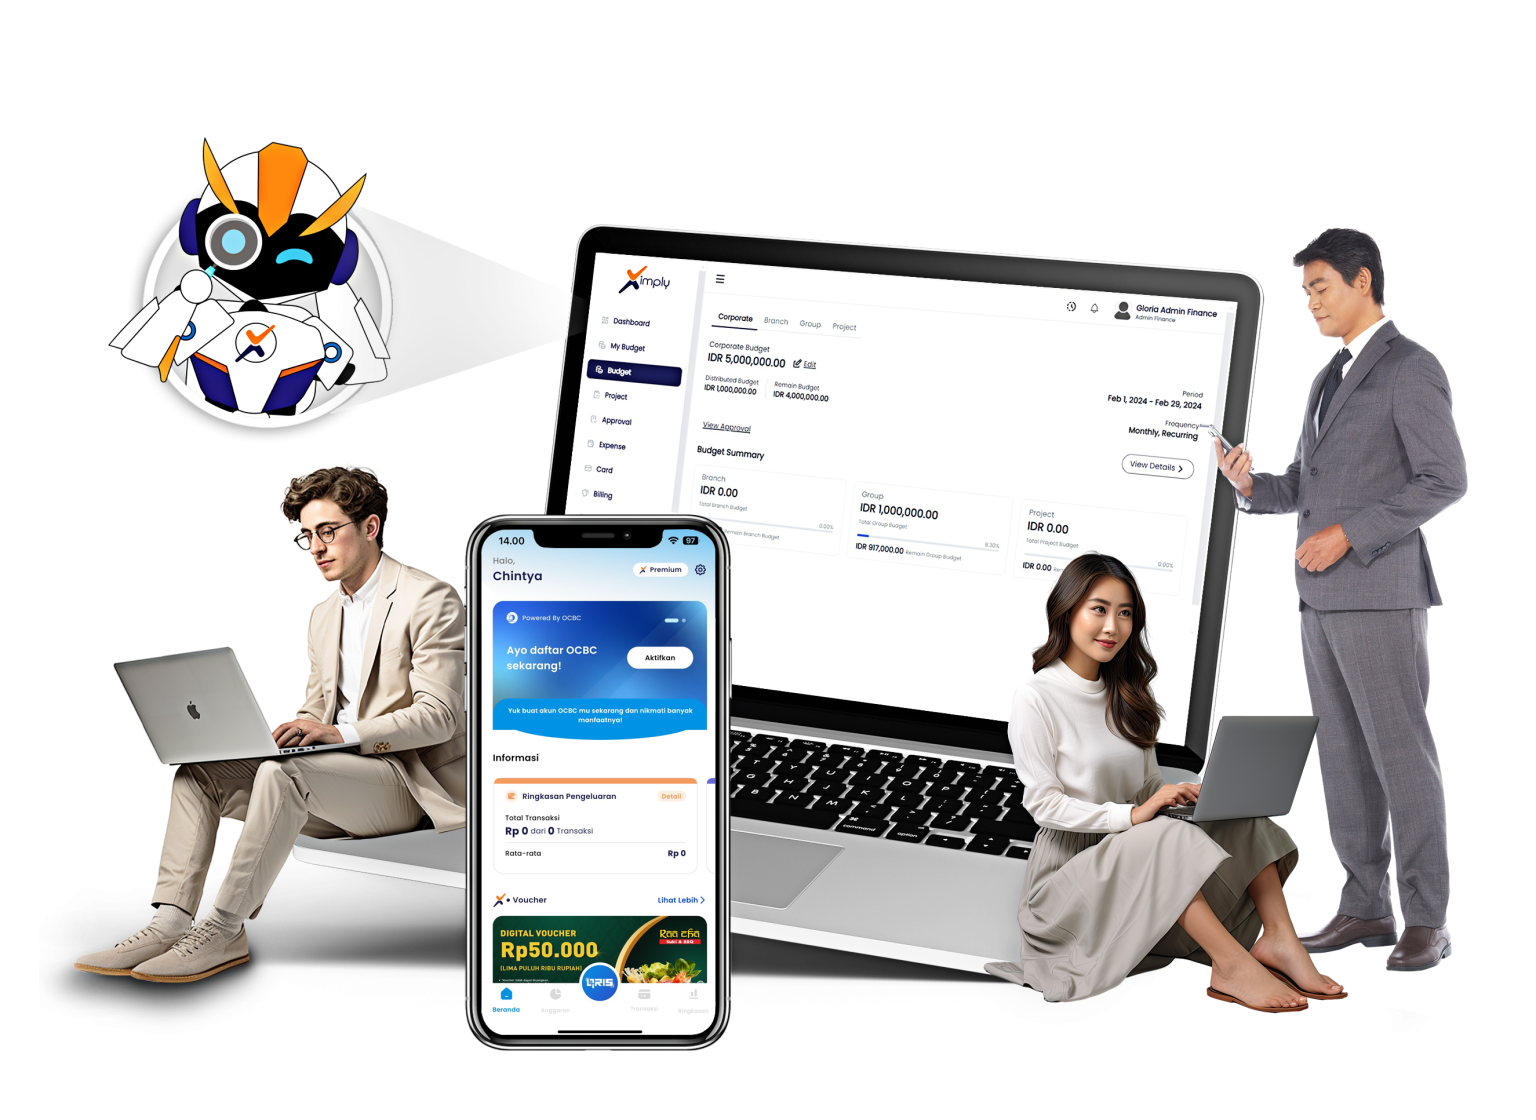 Ximply
Gloria Admin Finance
Admin Finance
Dashboard
My Budget
Budget
Project
Approval
Expense
Card
Billing
Corporate
Branch
Group
Project
Corporate Budget
IDR 5,000,000.00
Edit
Distributed Budget
IDR 1,000,000.00
Remain Budget
IDR 4,000,000.00
Period
Feb 1, 2024 - Feb 29, 2024
Frequency
Monthly, Recurring
View Approval
View Details
Budget Summary
Branch
IDR 0.00
Total Branch Budget
0.00%
Remain Branch Budget
Group
IDR 1,000,000.00
Total Group Budget
8.30%
IDR 917,000.00 Remain Group Budget
Project
IDR 0.00
Total Project Budget
0.00%
IDR 0.00
14.00
97
Halo,
Chintya
Premium
Powered By OCBC
Ayo daftar OCBC
sekarang!
Aktifkan
Yuk buat akun OCBC mu sekarang dan nikmati banyak
manfaatnya!
Informasi
Ringkasan Pengeluaran
Detail
Total Transaksi
Rp 0 dari 0 Transaksi
Rata-rata
Rp 0
Voucher
Lihat Lebih
DIGITAL VOUCHER
Rp50.000
(LIMA PULUH RIBU RUPIAH)
Raa cha
Suki & BBQ
QRIS
Beranda
Anggaran
Transaksi
Ringkasan
command
option